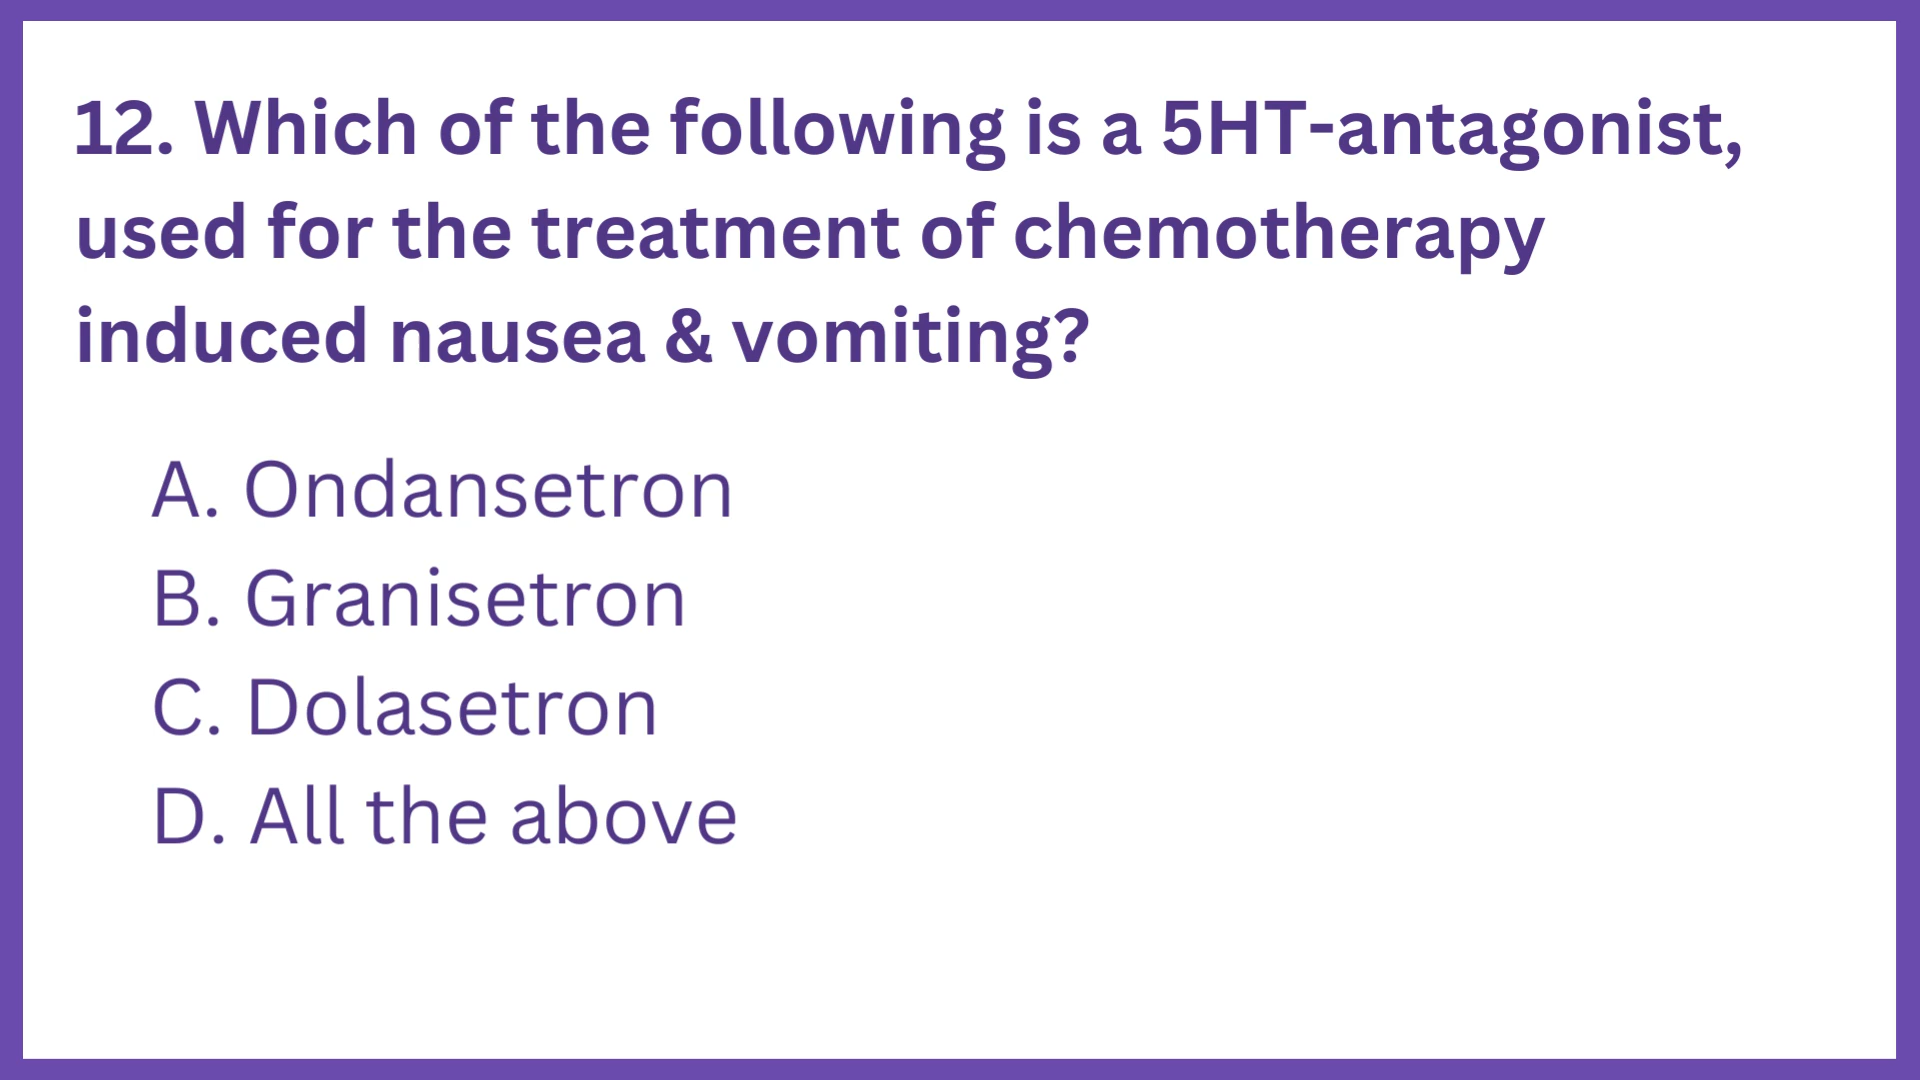 12. Which of the following is a 5HT-antagonist,
used for the treatment of chemotherapy
induced nausea & vomiting?
A. Ondansetron
B. Granisetron
C. Dolasetron
D. All the above